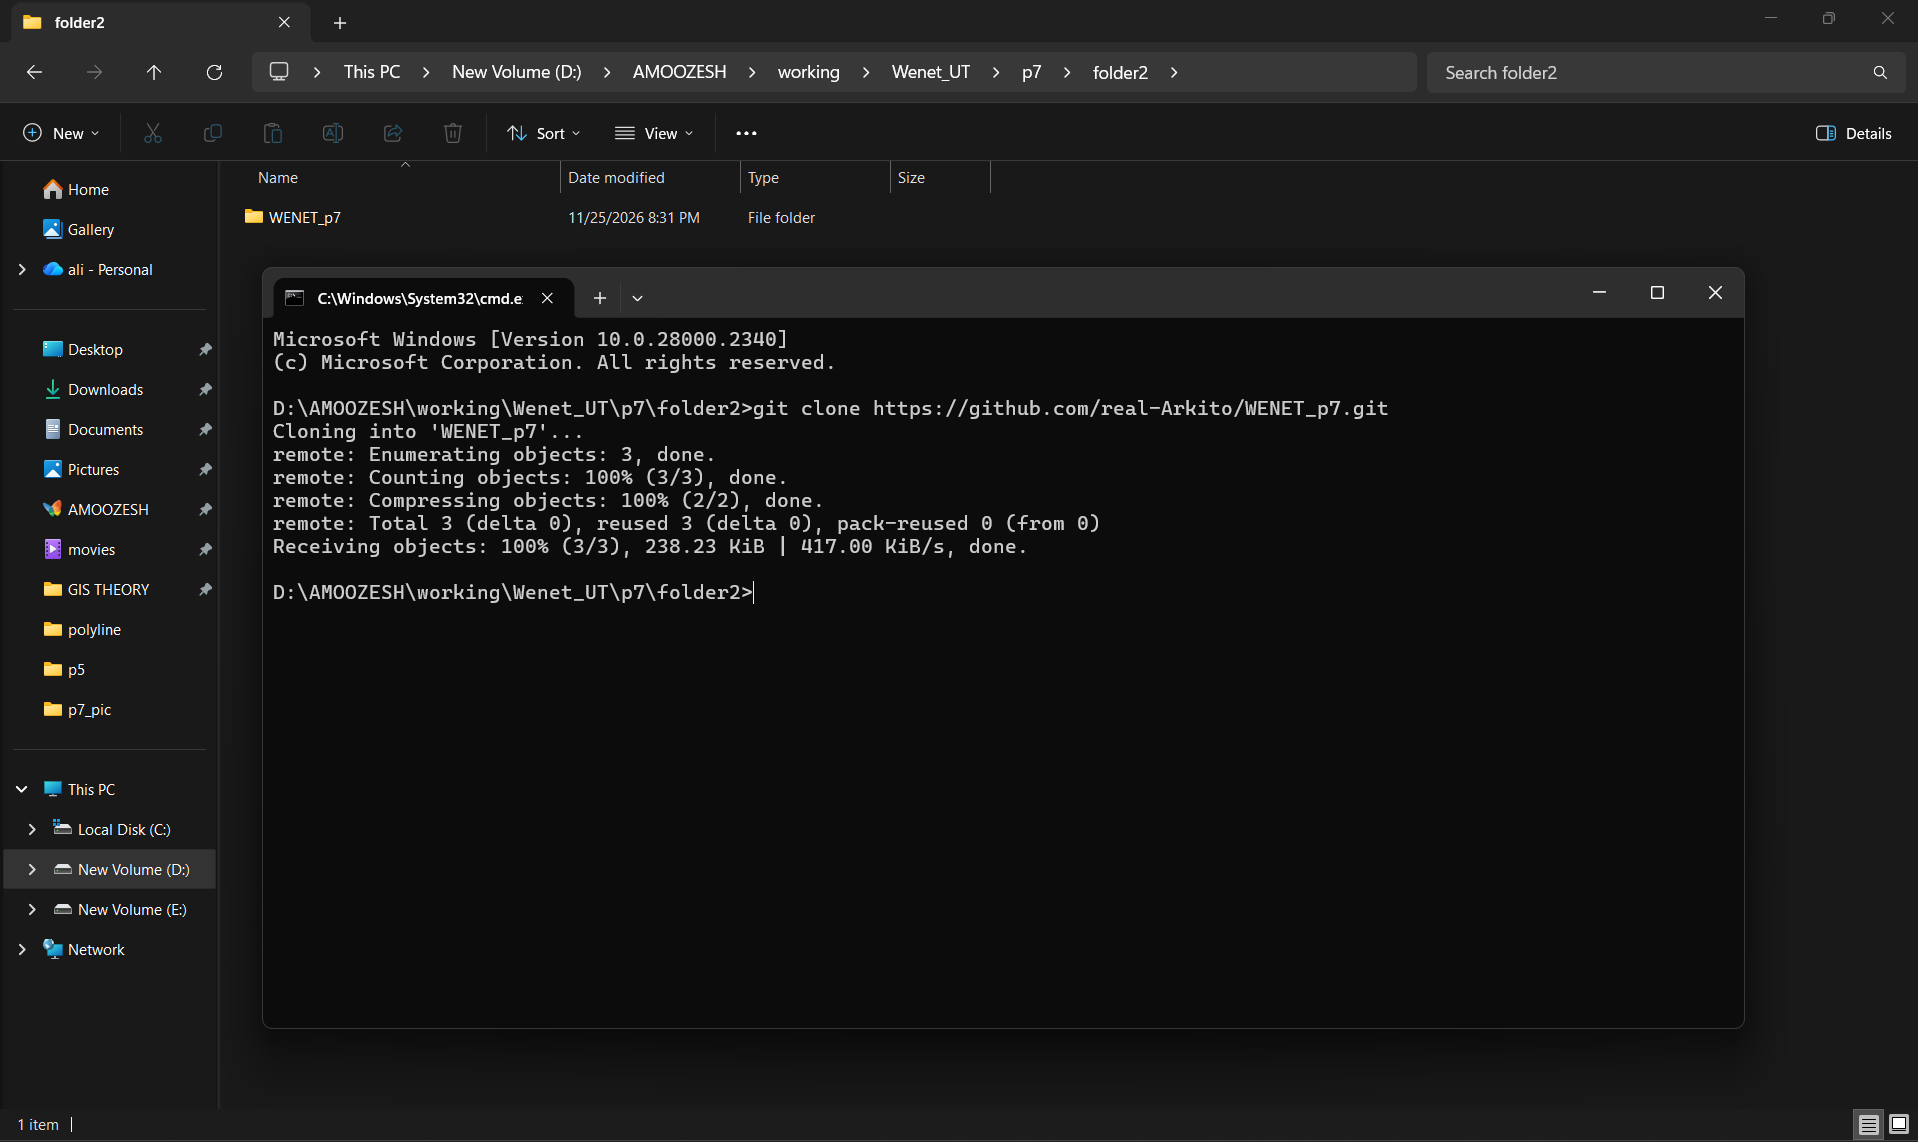 folder2
This PC > New Volume (D:) > AMOOZESH > working > Wenet_UT > p7 > folder2 >
Search folder2
New
Sort
View
Details
Name
Date modified
Type
Size
WENET_p7
11/25/2026 8:31 PM
File folder
Home
Gallery
ali - Personal
Desktop
Downloads
Documents
Pictures
AMOOZESH
movies
GIS THEORY
polyline
p5
p7_pic
This PC
Local Disk (C:)
New Volume (D:)
New Volume (E:)
Network
C:\Windows\System32\cmd.e
Microsoft Windows [Version 10.0.28000.2340]
(c) Microsoft Corporation. All rights reserved.
D:\AMOOZESH\working\Wenet_UT\p7\folder2>git clone https://github.com/real-Arkito/WENET_p7.git
Cloning into 'WENET_p7'...
remote: Enumerating objects: 3, done.
remote: Counting objects: 100% (3/3), done.
remote: Compressing objects: 100% (2/2), done.
remote: Total 3 (delta 0), reused 3 (delta 0), pack-reused 0 (from 0)
Receiving objects: 100% (3/3), 238.23 KiB | 417.00 KiB/s, done.
D:\AMOOZESH\working\Wenet_UT\p7\folder2>
1 item